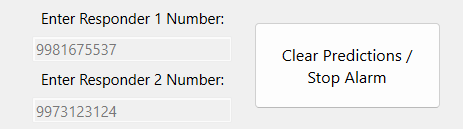 Enter Responder 1 Number:
9981675537
Enter Responder 2 Number:
9973123124
Clear Predictions /
Stop Alarm